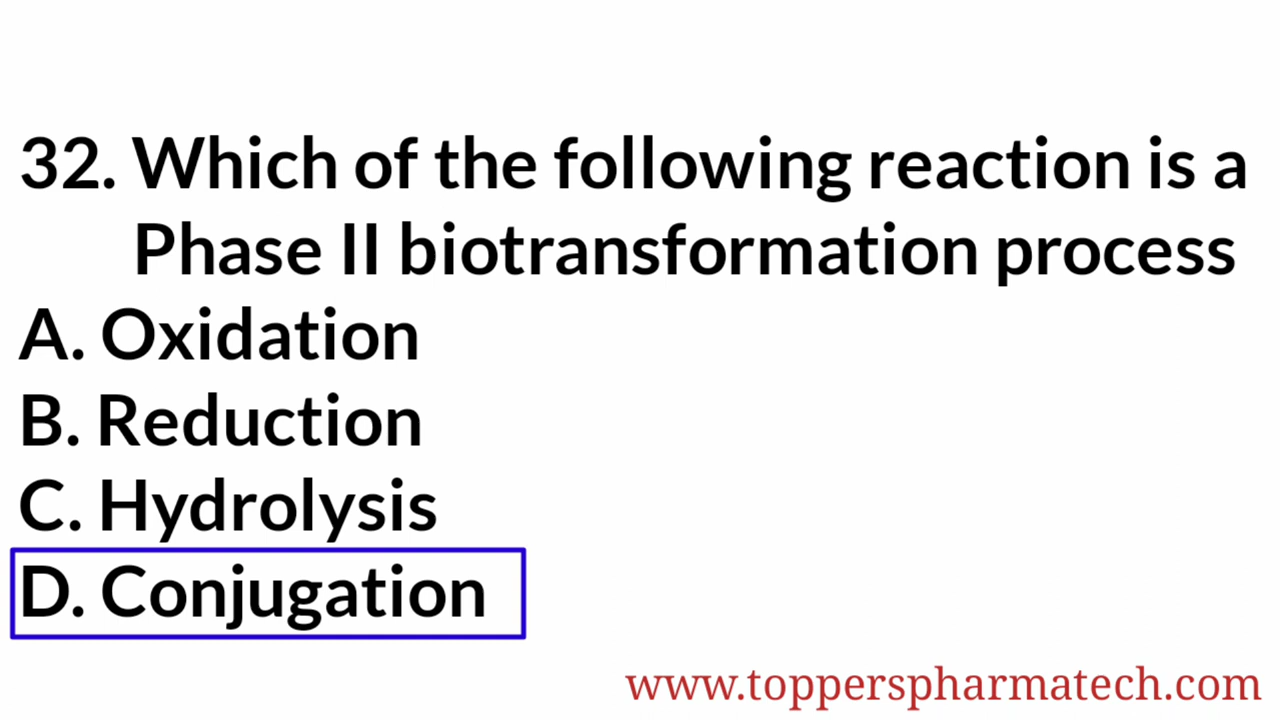 32. Which of the following reaction is a
Phase II biotransformation process
A. Oxidation
B. Reduction
C. Hydrolysis
D. Conjugation
www.topperspharmatech.com